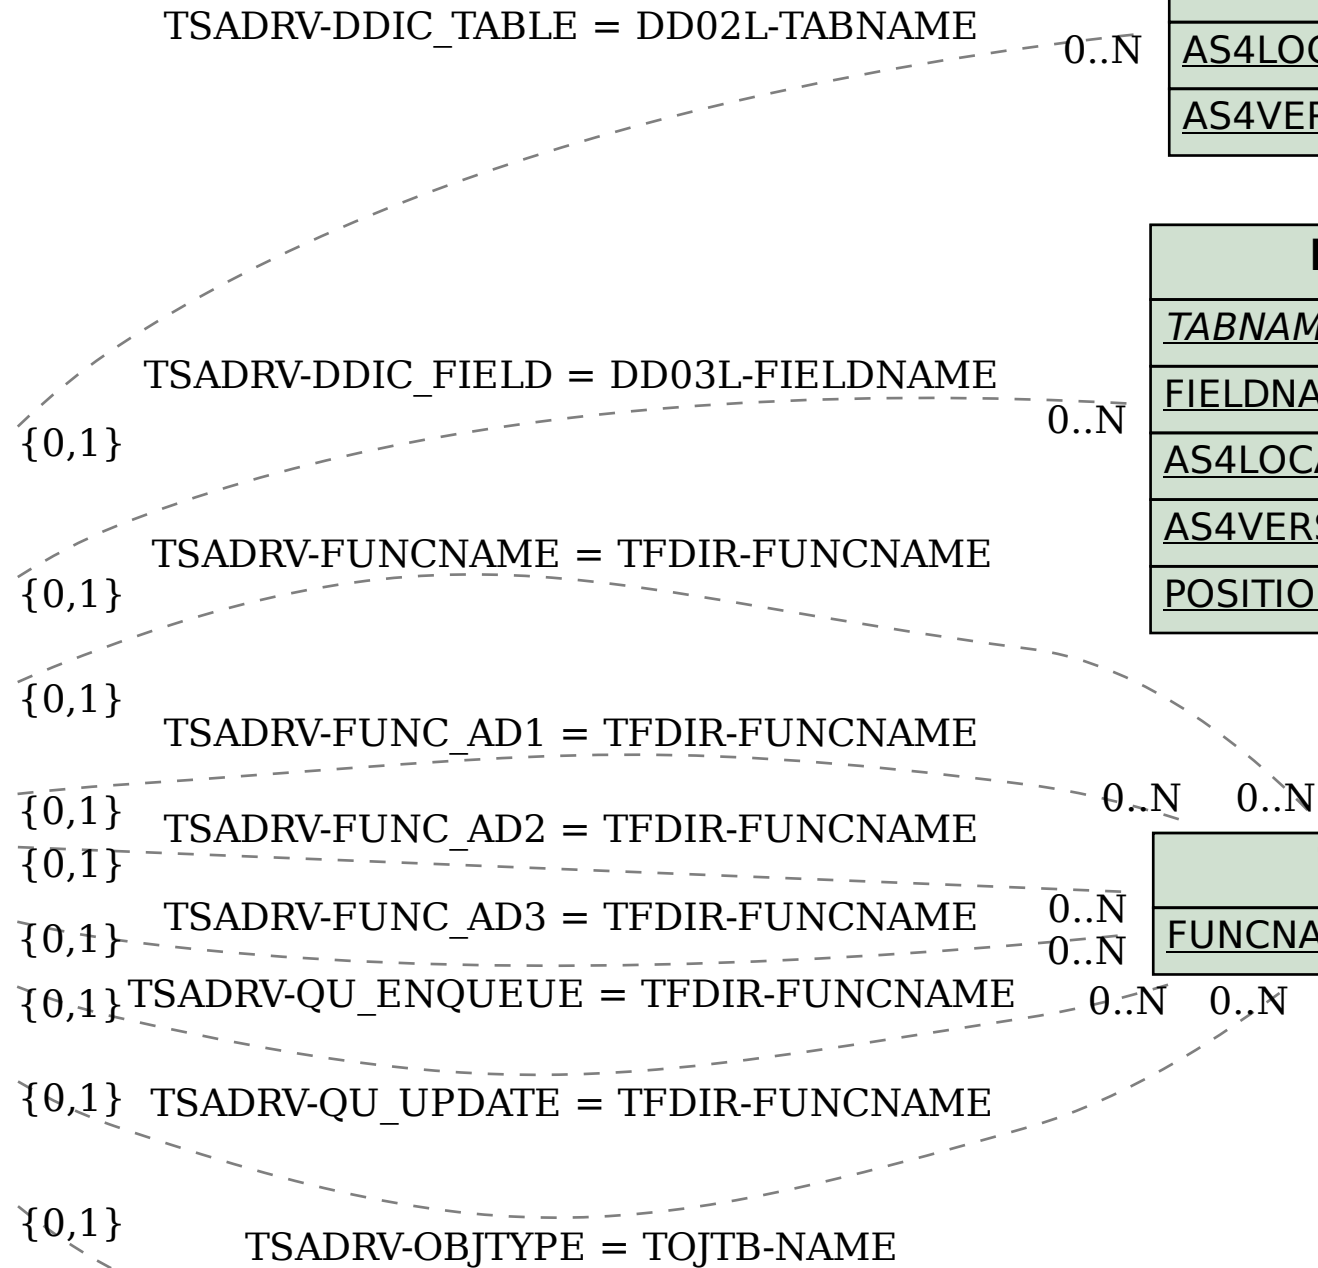 TSADRV-DDIC_TABLE = DD02L-TABNAME
0..N
{0,1}
TSADRV-DDIC_FIELD = DD03L-FIELDNAME
0..N
{0,1}
TSADRV-FUNCNAME = TFDIR-FUNCNAME
{0,1}
TSADRV-FUNC_AD1 = TFDIR-FUNCNAME
0..N 0..N
{0,1}
TSADRV-FUNC_AD2 = TFDIR-FUNCNAME
{0,1}
0..N
TSADRV-FUNC_AD3 = TFDIR-FUNCNAME
{0,1}
0..N
TSADRV-QU_ENQUEUE = TFDIR-FUNCNAME
{0,1}
0..N 0..N
TSADRV-QU_UPDATE = TFDIR-FUNCNAME
{0,1}
{0,1}
TSADRV-OBJTYPE = TOJTB-NAME
AS4LOC
AS4VER
TABNAM
FIELDNA
AS4LOCA
AS4VERS
POSITIO
FUNCNA